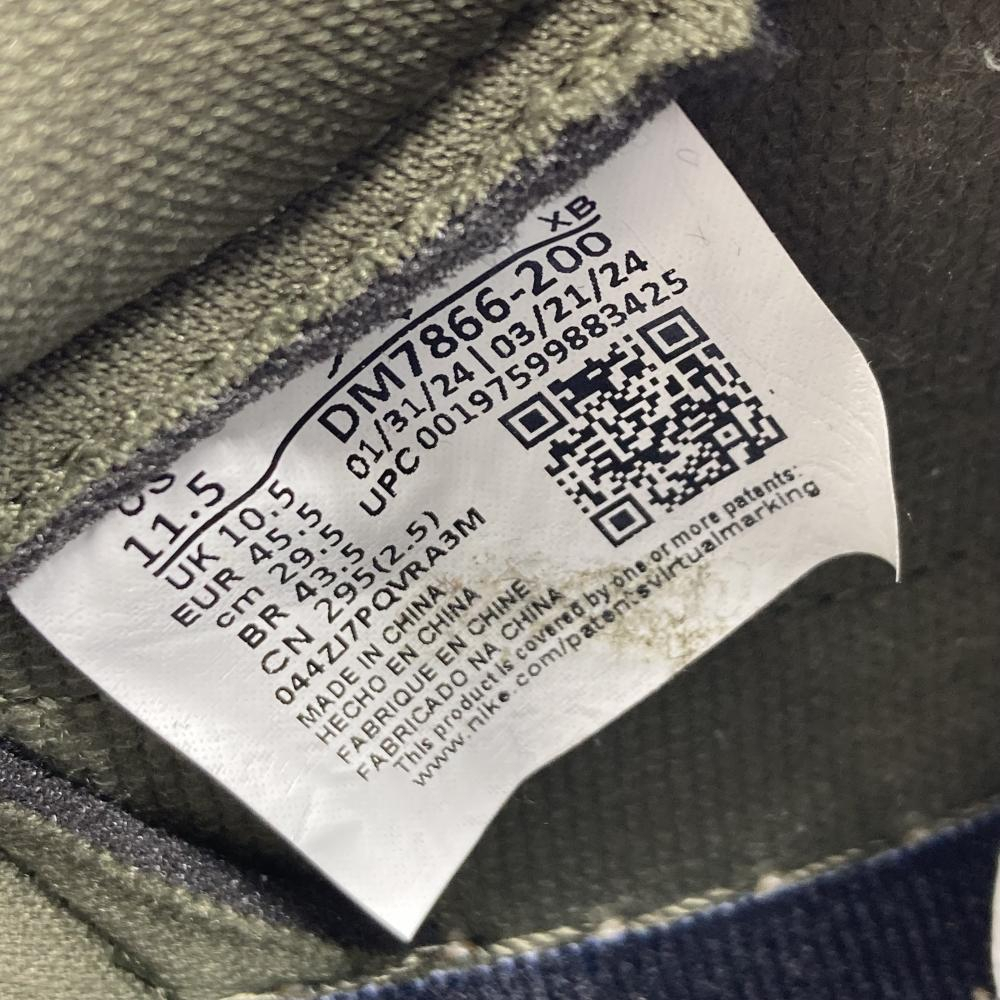 XB
DM7866-200
01/31/24 | 03/21/24
UPC 00197599883425
US
11.5
UK 10.5
EUR 45.5
cm 29.5
BR 43.5
CN 295(2.5)
044ZJ7PQVRA3M
MADE IN CHINA
HECHO EN CHINA
FABRIQUE EN CHINE
FABRICADO NA CHINA
This product is covered by one or more patents:
www.nike.com/patentsvirtualmarking